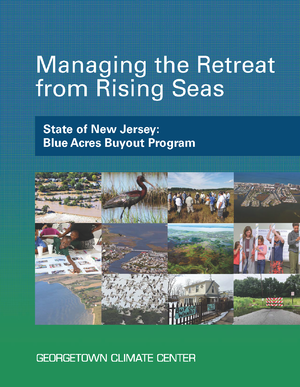 Managing the Retreat
from Rising Seas
State of New Jersey:
Blue Acres Buyout Program
GEORGETOWN CLIMATE CENTER